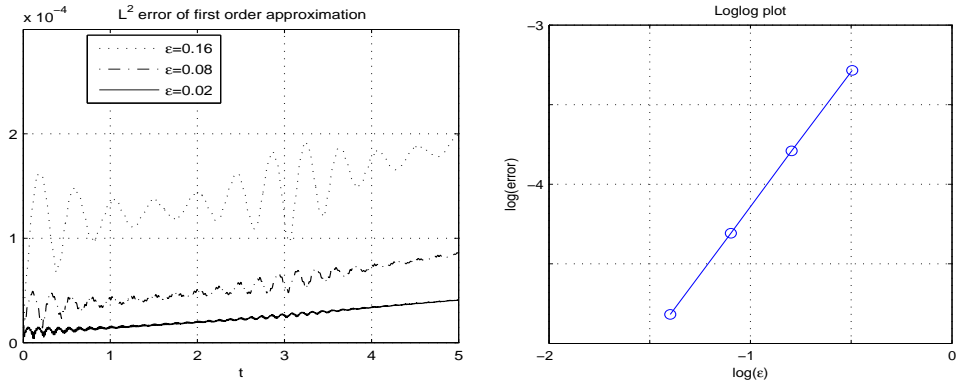 x 10⁻⁴
L² error of first order approximation
ε=0.16
ε=0.08
ε=0.02
2
1
0
0
1
2
3
4
5
t
Loglog plot
-3
-4
log(error)
-2
-1
0
log(ε)